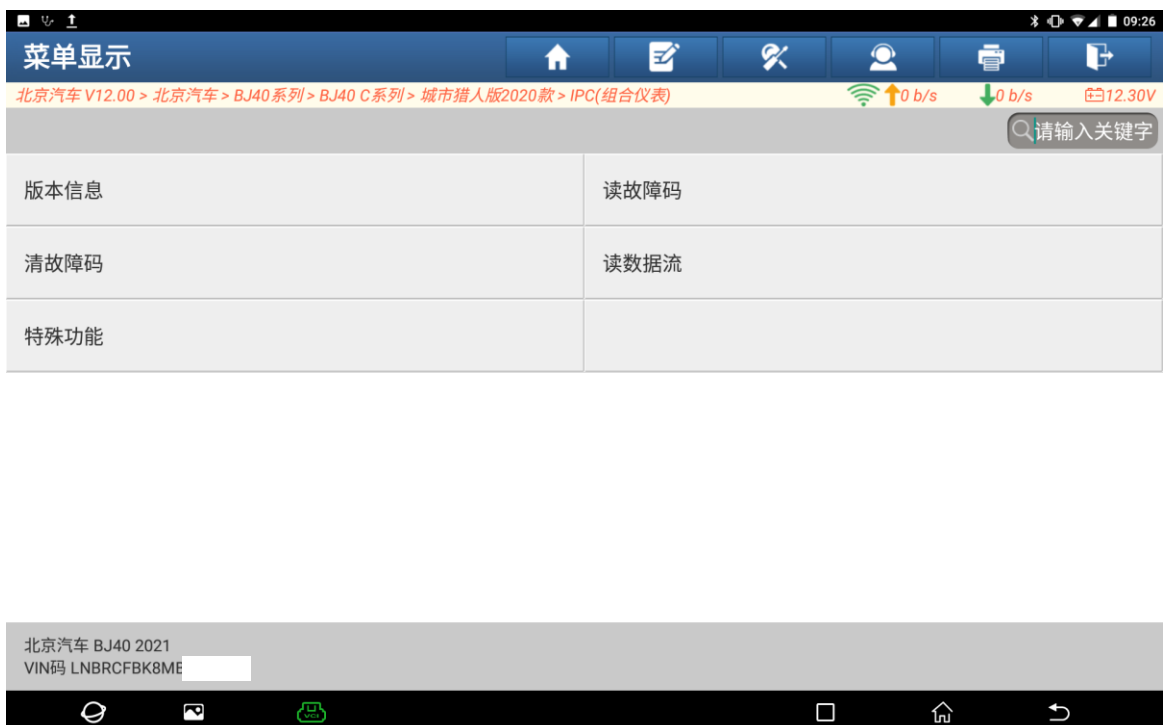 09:26
菜单显示
北京汽车 V12.00 > 北京汽车 > BJ40系列 > BJ40 C系列 > 城市猎人版2020款 > IPC(组合仪表)
0 b/s
0 b/s
12.30V
请输入关键字
版本信息
读故障码
清故障码
读数据流
特殊功能
北京汽车 BJ40 2021
VIN码 LNBRCFBK8ME
VCI